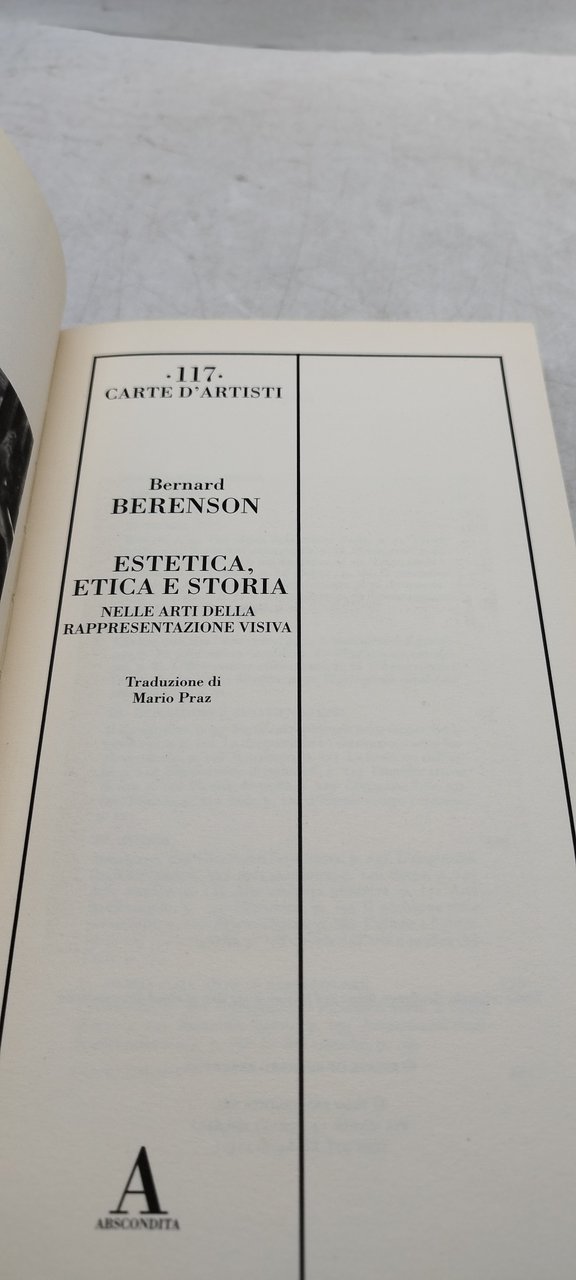 ·117·
CARTE D'ARTISTI
Bernard
BERENSON
ESTETICA,
ETICA E STORIA
NELLE ARTI DELLA
RAPPRESENTAZIONE VISIVA
Traduzione di
Mario Praz
A
ABSCONDITA